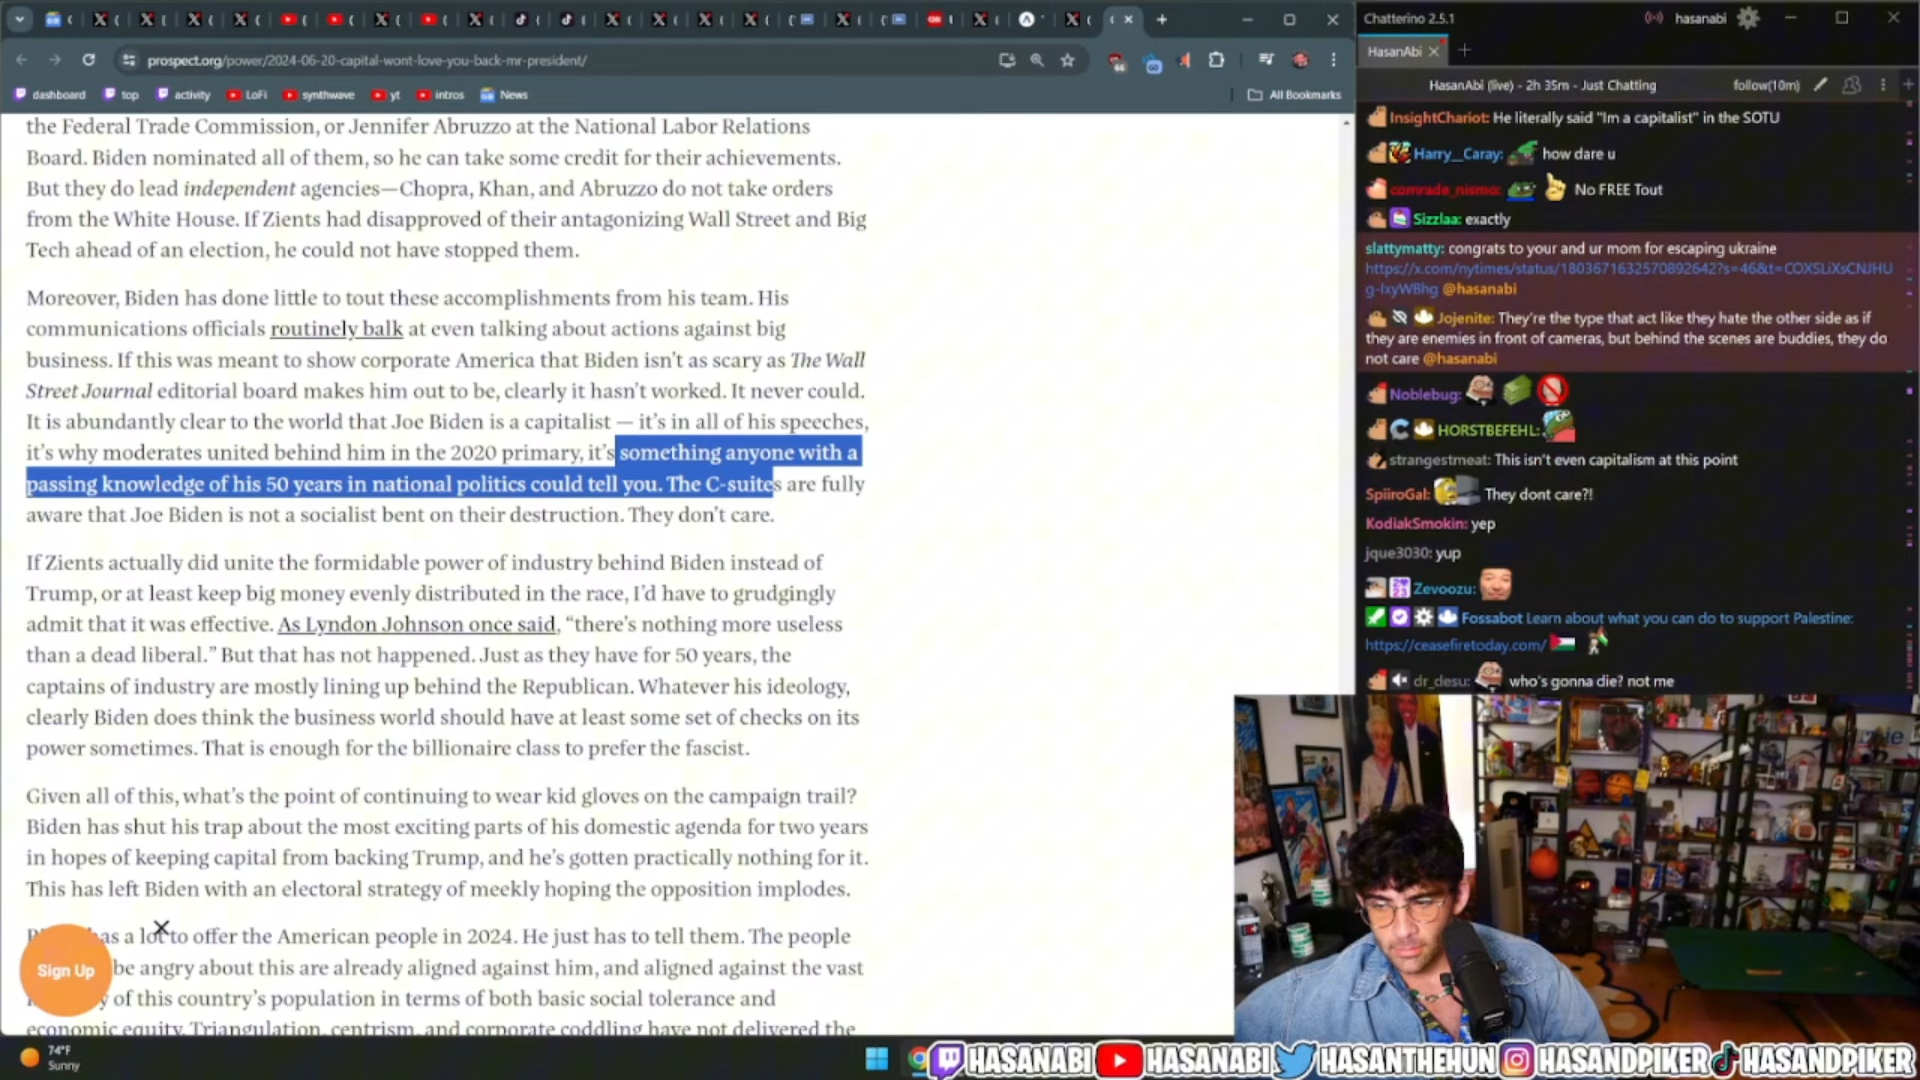 Chatterino 2.5.1
hasanabi
prospect.org/power/2024-06-20-capital-wont-love-you-back-mr-president/
HasanAbi
dashboard top activity LoFi synthwave yt intros News All Bookmarks
HasanAbi (live) - 2h 35m - Just Chatting follow(10m)
the Federal Trade Commission, or Jennifer Abruzzo at the National Labor Relations
Board. Biden nominated all of them, so he can take some credit for their achievements.
But they do lead independent agencies—Chopra, Khan, and Abruzzo do not take orders
from the White House. If Zients had disapproved of their antagonizing Wall Street and Big
Tech ahead of an election, he could not have stopped them.
Moreover, Biden has done little to tout these accomplishments from his team. His
communications officials routinely balk at even talking about actions against big
business. If this was meant to show corporate America that Biden isn't as scary as The Wall
Street Journal editorial board makes him out to be, clearly it hasn't worked. It never could.
It is abundantly clear to the world that Joe Biden is a capitalist — it's in all of his speeches,
it's why moderates united behind him in the 2020 primary, it's something anyone with a
passing knowledge of his 50 years in national politics could tell you. The C-suites are fully
aware that Joe Biden is not a socialist bent on their destruction. They don't care.
If Zients actually did unite the formidable power of industry behind Biden instead of
Trump, or at least keep big money evenly distributed in the race, I'd have to grudgingly
admit that it was effective. As Lyndon Johnson once said, “there's nothing more useless
than a dead liberal.” But that has not happened. Just as they have for 50 years, the
captains of industry are mostly lining up behind the Republican. Whatever his ideology,
clearly Biden does think the business world should have at least some set of checks on its
power sometimes. That is enough for the billionaire class to prefer the fascist.
Given all of this, what's the point of continuing to wear kid gloves on the campaign trail?
Biden has shut his trap about the most exciting parts of his domestic agenda for two years
in hopes of keeping capital from backing Trump, and he's gotten practically nothing for it.
This has left Biden with an electoral strategy of meekly hoping the opposition implodes.
has a lot to offer the American people in 2024. He just has to tell them. The people
be angry about this are already aligned against him, and aligned against the vast
of this country's population in terms of both basic social tolerance and
economic equity. Triangulation, centrism, and corporate coddling have not delivered the
Sign Up
InsightChariot: He literally said "Im a capitalist" in the SOTU
Harry__Caray: how dare u
comrade_nismo: No FREE Tout
Sizzlaa: exactly
slattymatty: congrats to your and ur mom for escaping ukraine
https://x.com/nytimes/status/1803671632570892642?s=46&t=COXSLiXsCNJHU
g-IxyWBhg @hasanabi
Jojenite: They're the type that act like they hate the other side as if
they are enemies in front of cameras, but behind the scenes are buddies, they do
not care @hasanabi
Noblebug:
HORSTBEFEHL:
strangestmeat: This isn't even capitalism at this point
SpiiroGal: They dont care?!
KodiakSmokin: yep
jque3030: yup
Zevoozu:
Fossabot Learn about what you can do to support Palestine:
https://ceasefiretoday.com/
dr_desu: who's gonna die? not me
74°F
Sunny
HASANABI HASANABI HASANTHEHUN HASANDPIKER HASANDPIKER